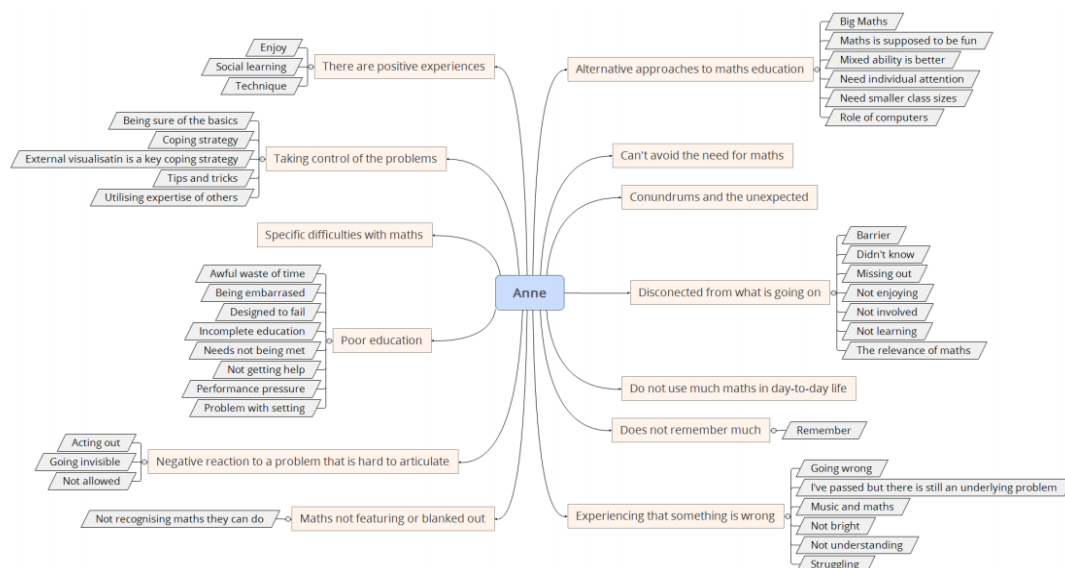 Enjoy
Social learning
Technique
There are positive experiences
Being sure of the basics
Coping strategy
External visualisatin is a key coping strategy
Tips and tricks
Utilising expertise of others
Taking control of the problems
Specific difficulties with maths
Awful waste of time
Being embarrased
Designed to fail
Incomplete education
Needs not being met
Not getting help
Performance pressure
Problem with setting
Poor education
Acting out
Going invisible
Not allowed
Negative reaction to a problem that is hard to articulate
Not recognising maths they can do
Maths not featuring or blanked out
Anne
Alternative approaches to maths education
Big Maths
Maths is supposed to be fun
Mixed ability is better
Need individual attention
Need smaller class sizes
Role of computers
Can't avoid the need for maths
Conundrums and the unexpected
Disconected from what is going on
Barrier
Didn't know
Missing out
Not enjoying
Not involved
Not learning
The relevance of maths
Do not use much maths in day-to-day life
Does not remember much
Remember
Experiencing that something is wrong
Going wrong
I've passed but there is still an underlying problem
Music and maths
Not bright
Not understanding
Struggling